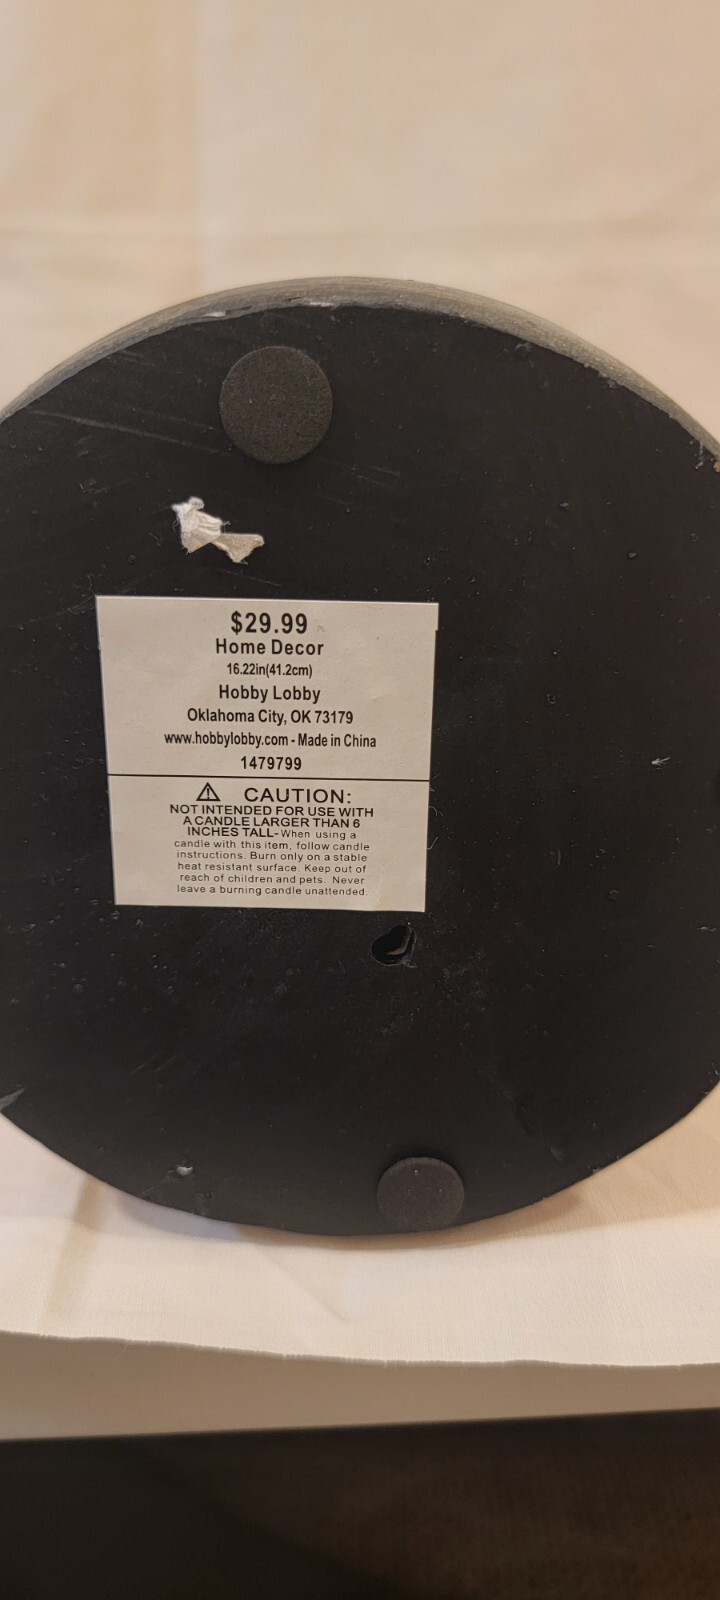 $29.99
Home Decor
16.22in(41.2cm)
Hobby Lobby
Oklahoma City, OK 73179
www.hobbylobby.com - Made in China
1479799
CAUTION:
NOT INTENDED FOR USE WITH
A CANDLE LARGER THAN 6
INCHES TALL- When using a
candle with this item, follow candle
instructions. Burn only on a stable
heat resistant surface. Keep out of
reach of children and pets. Never
leave a burning candle unattended.